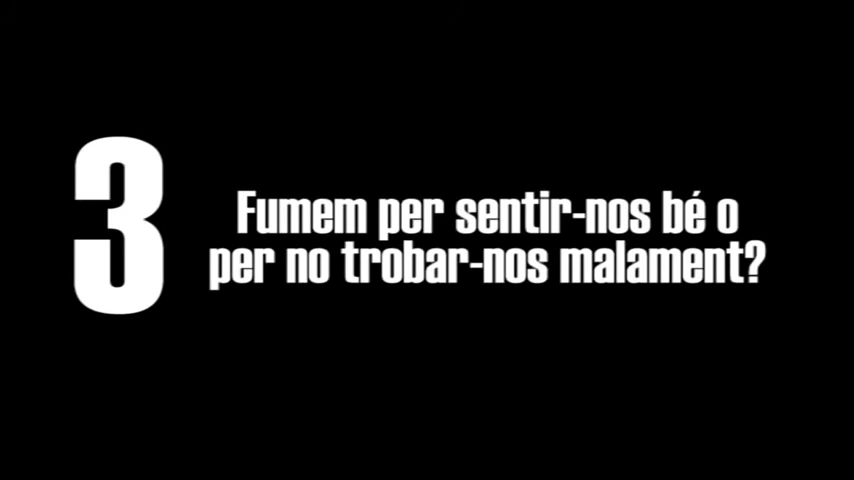 3
Fumem per sentir-nos bé o
per no trobar-nos malament?